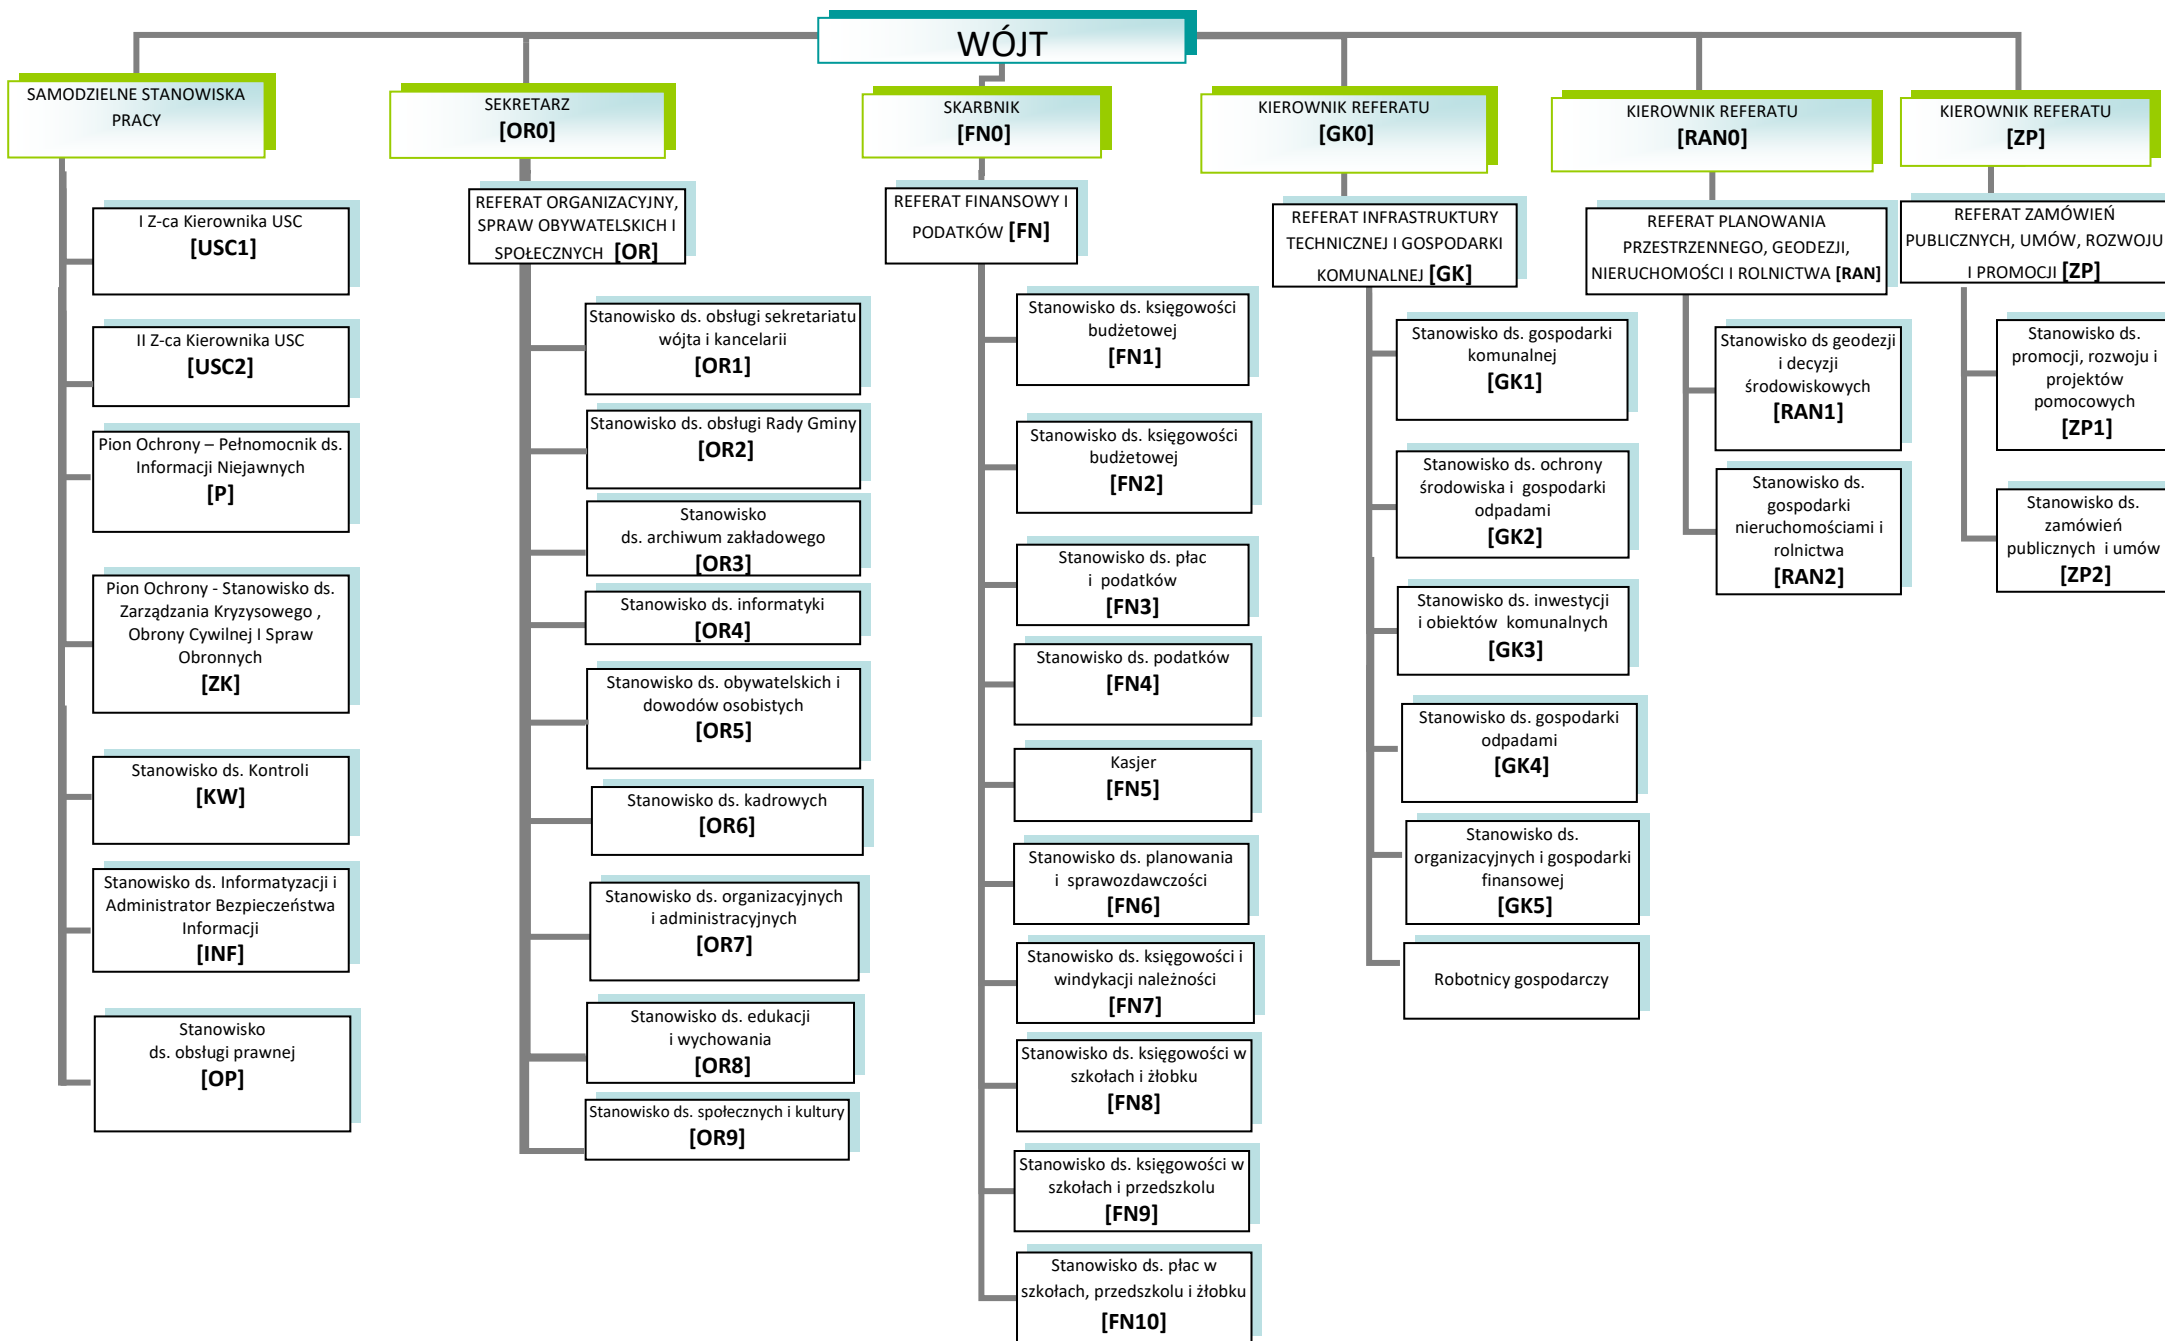 WÓJT
SAMODZIELNE STANOWISKA
PRACY
I Z-ca Kierownika USC
[USC1]
II Z-ca Kierownika USC
[USC2]
Pion Ochrony – Pełnomocnik ds.
Informacji Niejawnych
[P]
Pion Ochrony - Stanowisko ds.
Zarządzania Kryzysowego ,
Obrony Cywilnej I Spraw
Obronnych
[ZK]
Stanowisko ds. Kontroli
[KW]
Stanowisko ds. Informatyzacji i
Administrator Bezpieczeństwa
Informacji
[INF]
Stanowisko
ds. obsługi prawnej
[OP]
SEKRETARZ
[OR0]
REFERAT ORGANIZACYJNY,
SPRAW OBYWATELSKICH I
SPOŁECZNYCH [OR]
Stanowisko ds. obsługi sekretariatu
wójta i kancelarii
[OR1]
Stanowisko ds. obsługi Rady Gminy
[OR2]
Stanowisko
ds. archiwum zakładowego
[OR3]
Stanowisko ds. informatyki
[OR4]
Stanowisko ds. obywatelskich i
dowodów osobistych
[OR5]
Stanowisko ds. kadrowych
[OR6]
Stanowisko ds. organizacyjnych
i administracyjnych
[OR7]
Stanowisko ds. edukacji
i wychowania
[OR8]
Stanowisko ds. społecznych i kultury
[OR9]
SKARBNIK
[FN0]
REFERAT FINANSOWY I
PODATKÓW [FN]
Stanowisko ds. księgowości
budżetowej
[FN1]
Stanowisko ds. księgowości
budżetowej
[FN2]
Stanowisko ds. płac
i podatków
[FN3]
Stanowisko ds. podatków
[FN4]
Kasjer
[FN5]
Stanowisko ds. planowania
i sprawozdawczości
[FN6]
Stanowisko ds. księgowości i
windykacji należności
[FN7]
Stanowisko ds. księgowości w
szkołach i żłobku
[FN8]
Stanowisko ds. księgowości w
szkołach i przedszkolu
[FN9]
Stanowisko ds. płac w
szkołach, przedszkolu i żłobku
[FN10]
KIEROWNIK REFERATU
[GK0]
REFERAT INFRASTRUKTURY
TECHNICZNEJ I GOSPODARKI
KOMUNALNEJ [GK]
Stanowisko ds. gospodarki
komunalnej
[GK1]
Stanowisko ds. ochrony
środowiska i gospodarki
odpadami
[GK2]
Stanowisko ds. inwestycji
i obiektów komunalnych
[GK3]
Stanowisko ds. gospodarki
odpadami
[GK4]
Stanowisko ds.
organizacyjnych i gospodarki
finansowej
[GK5]
Robotnicy gospodarczy
KIEROWNIK REFERATU
[RAN0]
REFERAT PLANOWANIA
PRZESTRZENNEGO, GEODEZJI,
NIERUCHOMOŚCI I ROLNICTWA [RAN]
Stanowisko ds geodezji
i decyzji
środowiskowych
[RAN1]
Stanowisko ds.
gospodarki
nieruchomościami i
rolnictwa
[RAN2]
KIEROWNIK REFERATU
[ZP]
REFERAT ZAMÓWIEŃ
PUBLICZNYCH, UMÓW, ROZWOJU
I PROMOCJI [ZP]
Stanowisko ds.
promocji, rozwoju i
projektów
pomocowych
[ZP1]
Stanowisko ds.
zamówień
publicznych i umów
[ZP2]